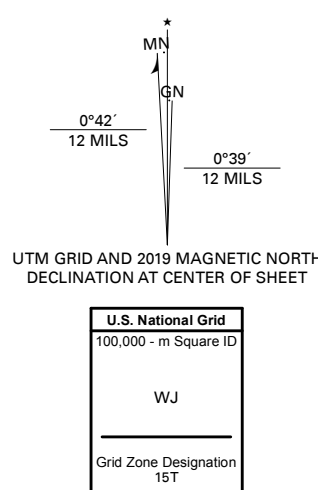 ★
MN
GN
0°42´
12 MILS
0°39´
12 MILS
UTM GRID AND 2019 MAGNETIC NORTH
DECLINATION AT CENTER OF SHEET
U.S. National Grid
100,000 - m Square ID
WJ
Grid Zone Designation
15T